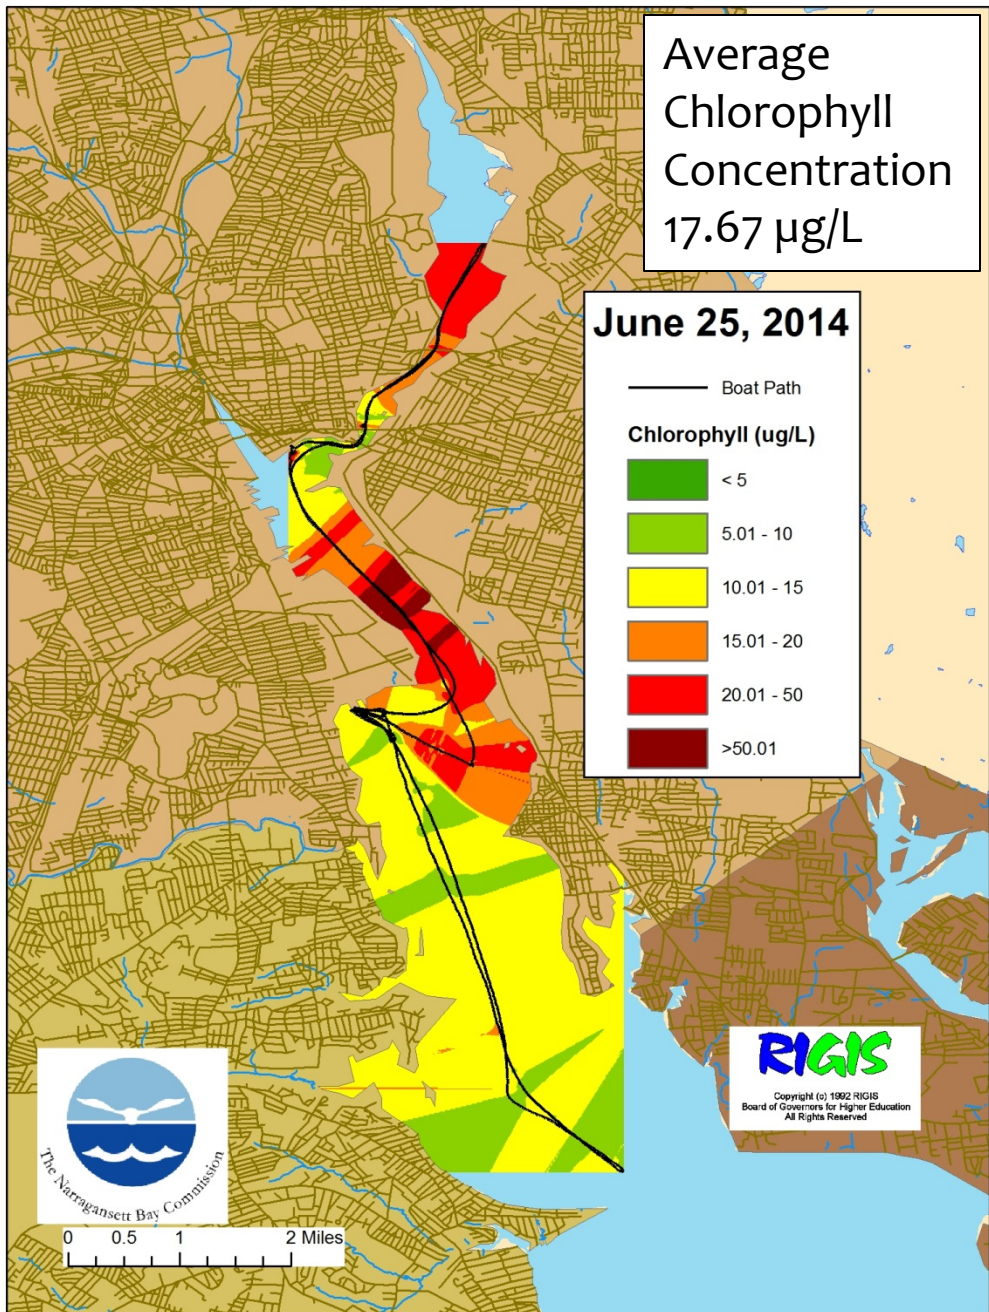 Average
Chlorophyll
Concentration
17.67 µg/L
June 25, 2014
Boat Path
Chlorophyll (ug/L)
< 5
5.01 - 10
10.01 - 15
15.01 - 20
20.01 - 50
>50.01
RIGIS
Copyright (c) 1992 RIGIS
Board of Governors for Higher Education
All Rights Reserved
The Narragansett Bay Commission
0 0.5 1 2 Miles